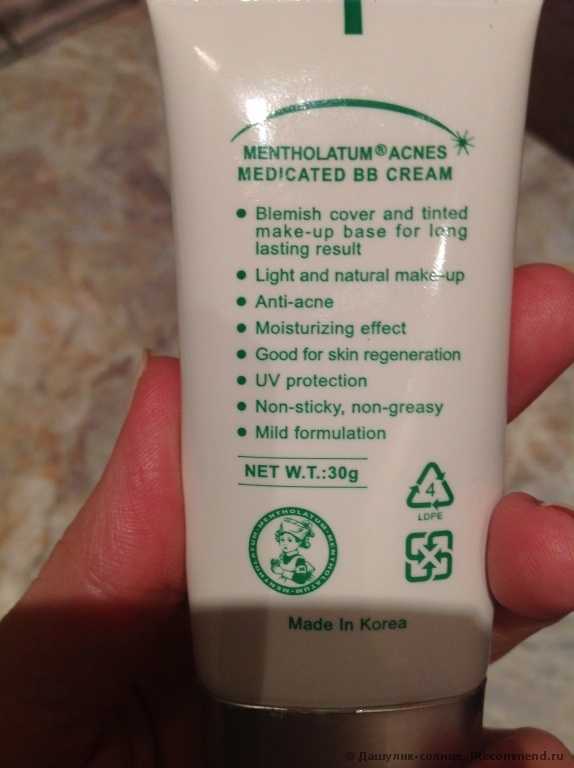 MENTHOLATUM® ACNES
MEDICATED BB CREAM
• Blemish cover and tinted
make-up base for long
lasting result
• Light and natural make-up
• Anti-acne
• Moisturizing effect
• Good for skin regeneration
• UV protection
• Non-sticky, non-greasy
• Mild formulation
NET W.T.:30g
4
LDPE
MENTHOLATUM·MENTHOLATUM·MENTHOLATUM·
Made In Korea
© Дашулик-солнце, IRecommend.ru